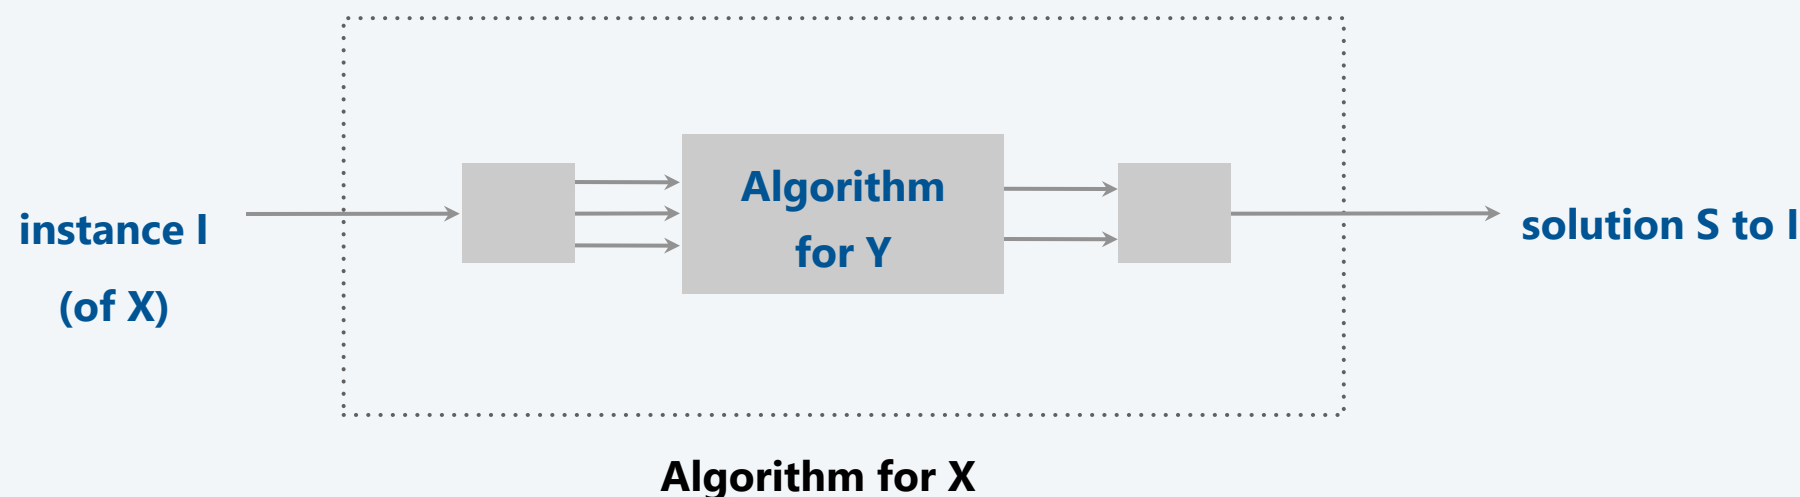 instance I
(of X)
Algorithm
for Y
solution S to I
Algorithm for X